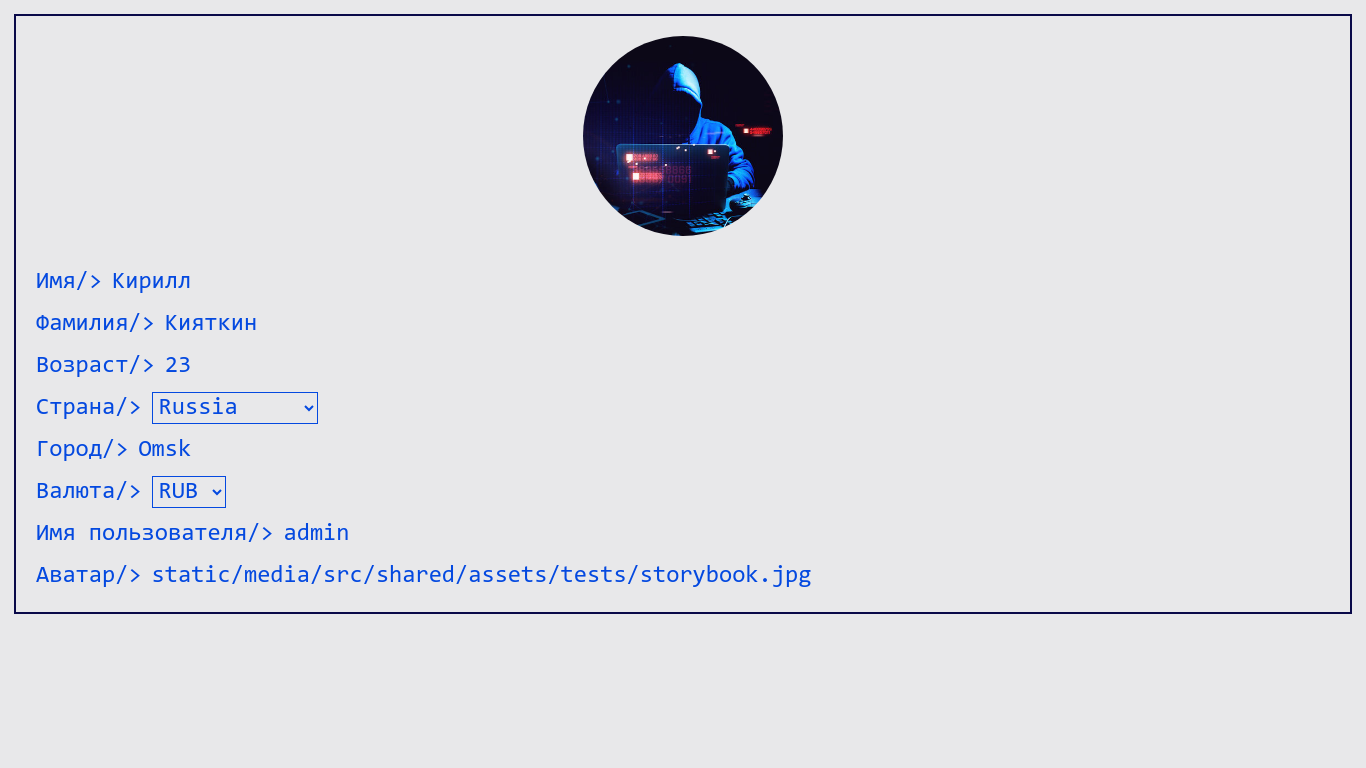 Имя/> Кирилл
Фамилия/> Кияткин
Возраст/> 23
Страна/> Russia
Город/> Omsk
Валюта/> RUB
Имя пользователя/> admin
Аватар/> static/media/src/shared/assets/tests/storybook.jpg